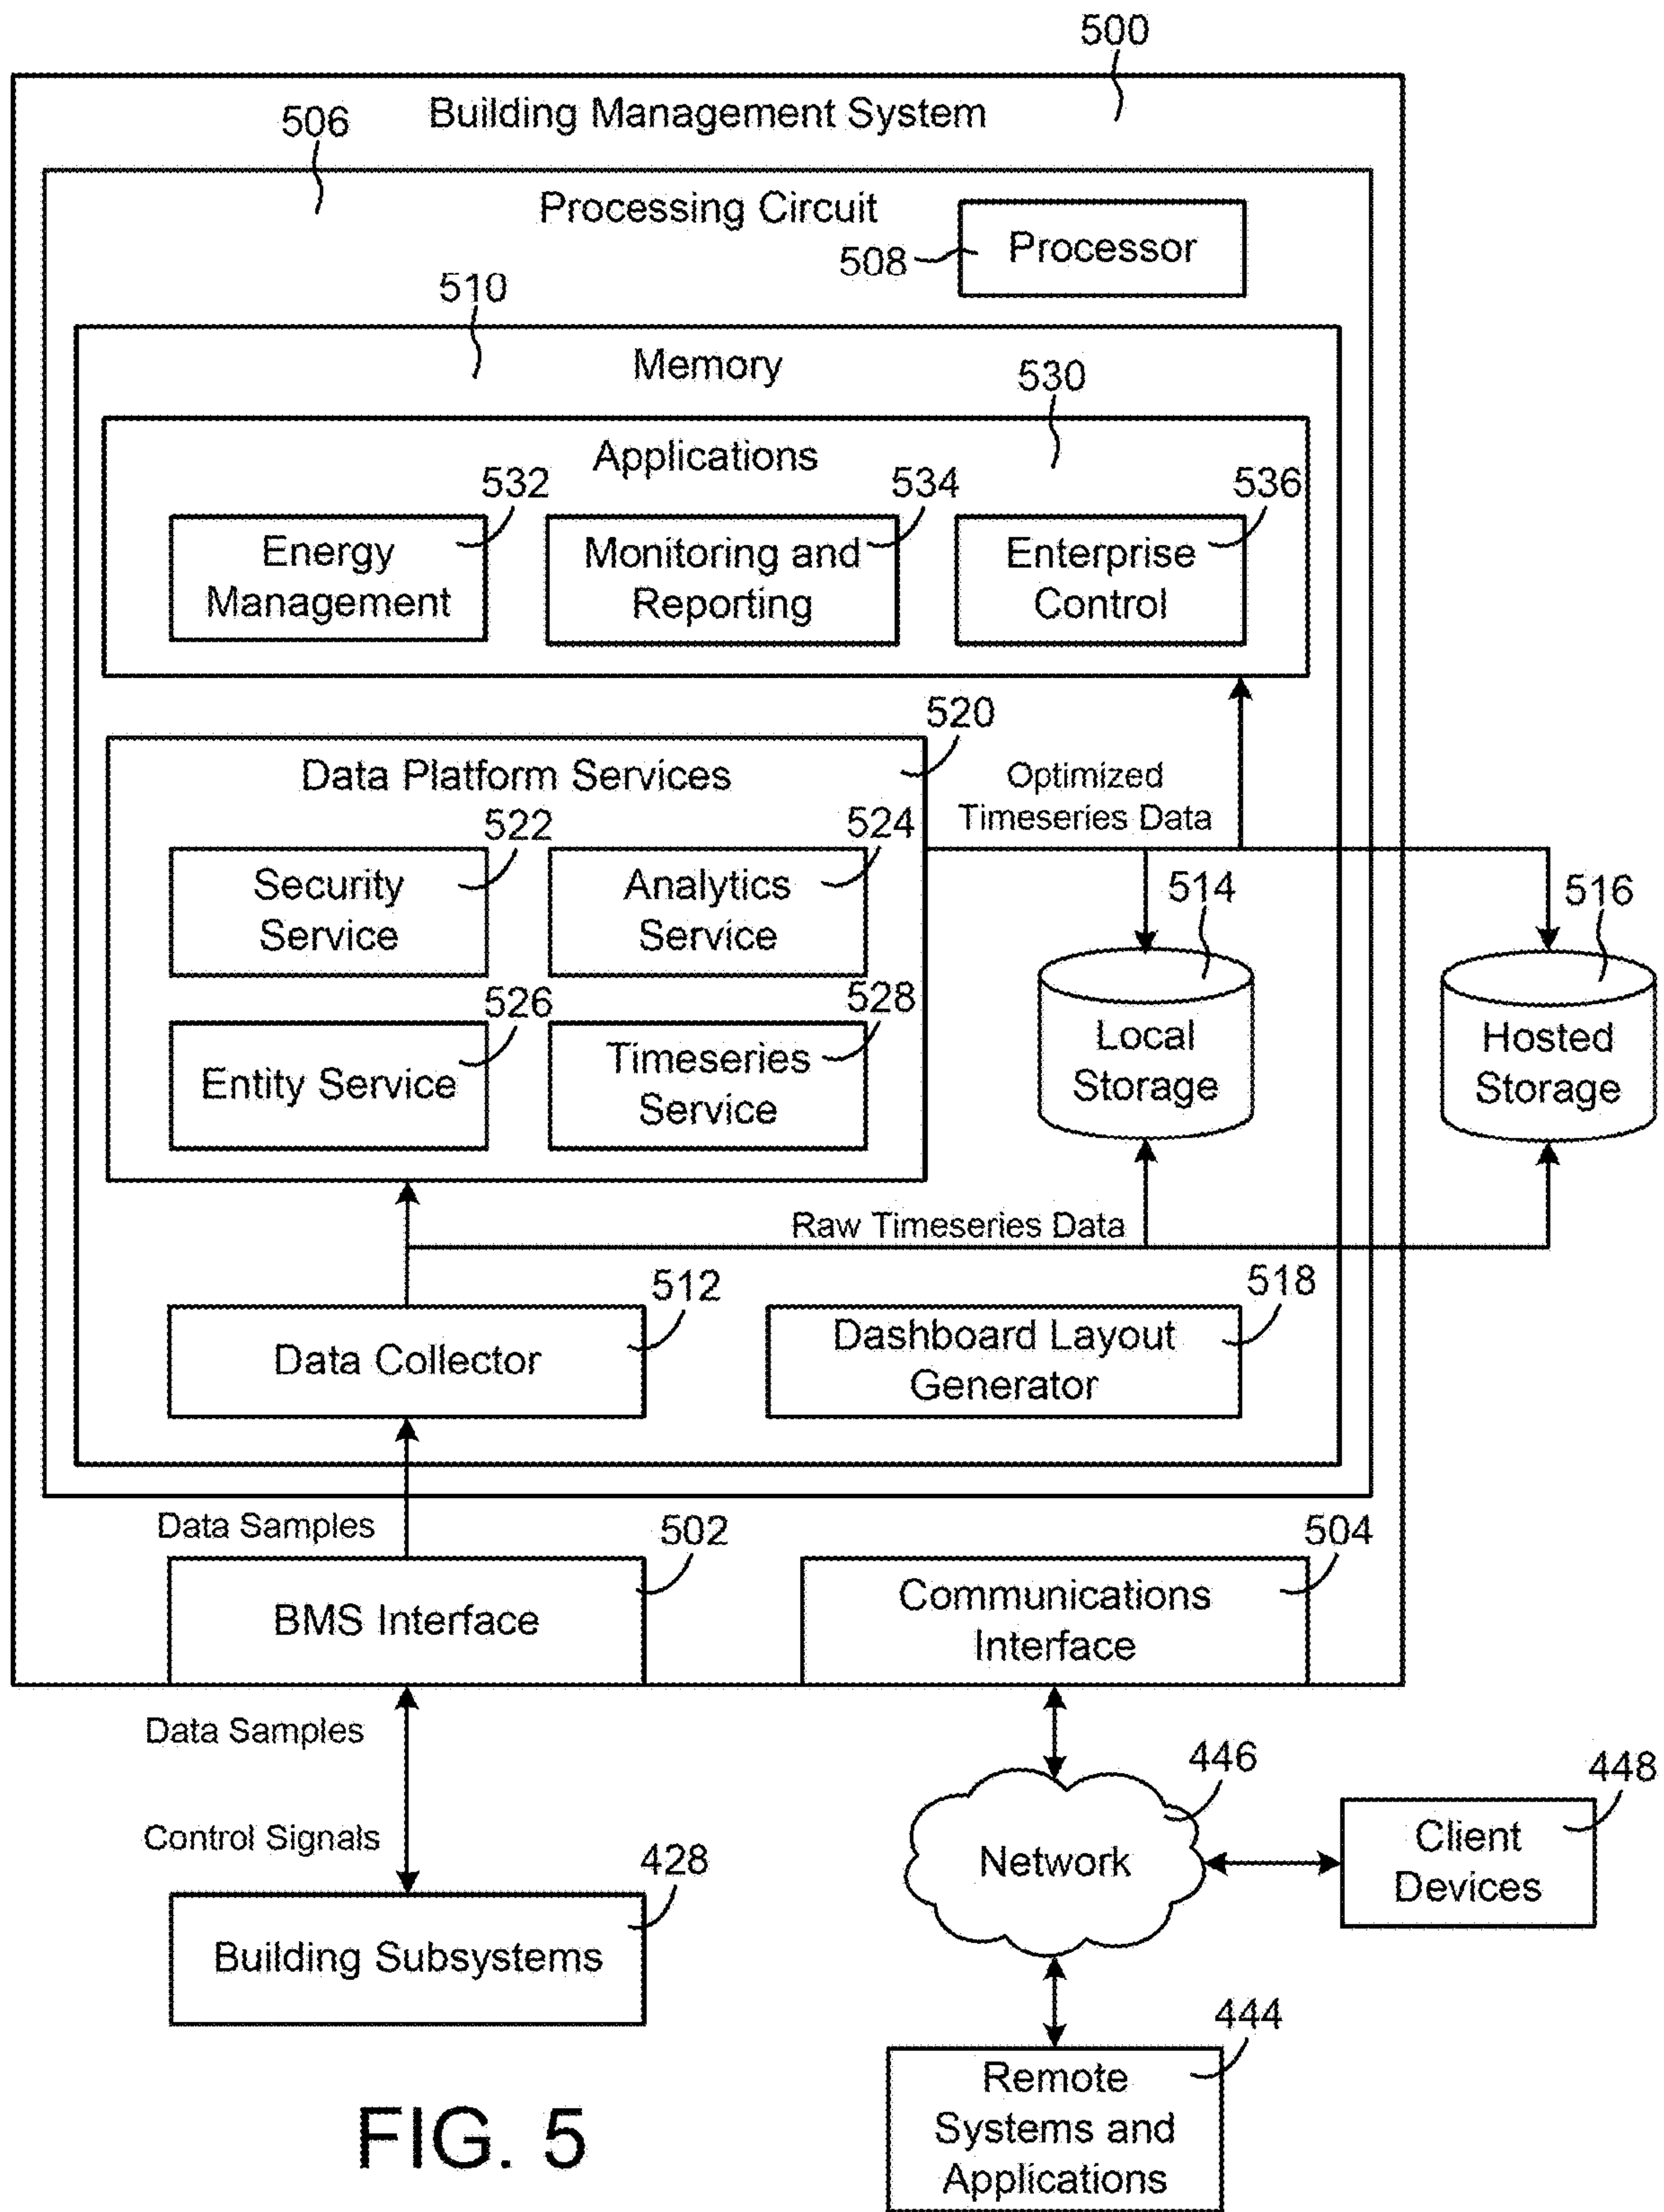 500
Building Management System
506
Processing Circuit
Processor
508
510
Memory
530
Applications
532
534
536
Energy
Management
Monitoring and
Reporting
Enterprise
Control
520
Data Platform Services
Optimized
Timeseries Data
522
524
Security
Service
Analytics
Service
514
516
526
528
Entity Service
Timeseries
Service
Local
Storage
Hosted
Storage
Raw Timeseries Data
512
518
Data Collector
Dashboard Layout
Generator
Data Samples
502
504
BMS Interface
Communications
Interface
Data Samples
446
448
Control Signals
Network
Client
Devices
428
Building Subsystems
444
Remote
Systems and
Applications
FIG. 5